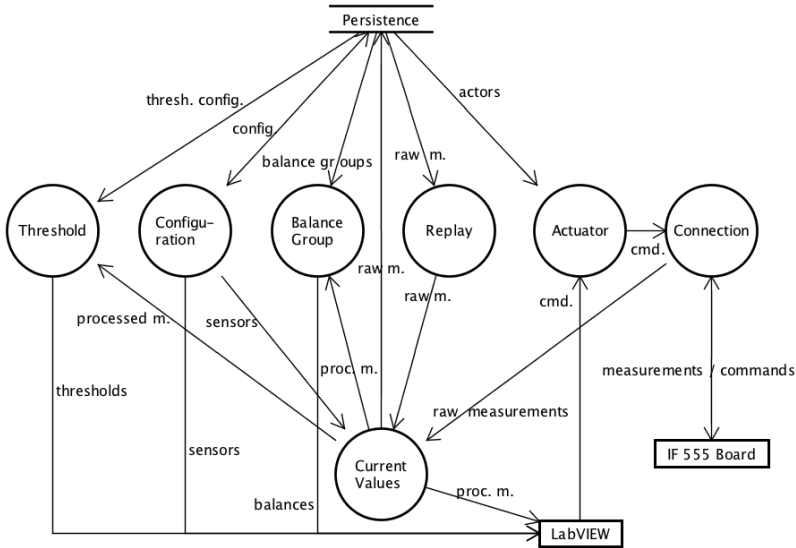 Persistence
thresh. config.
actors
config.
balance groups
raw m.
Threshold
Configu-
ration
Balance
Group
Replay
Actuator
Connection
cmd.
raw m.
raw m.
cmd.
processed m.
sensors
proc. m.
measurements / commands
thresholds
raw measurements
sensors
IF 555 Board
Current
Values
proc. m.
balances
LabVIEW